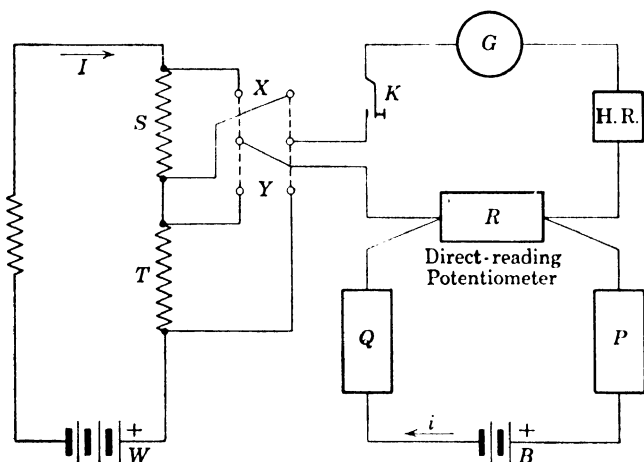 G
I
X
K
S
H.R.
Y
R
Direct-reading
Potentiometer
T
Q
P
i
+
W
+
B